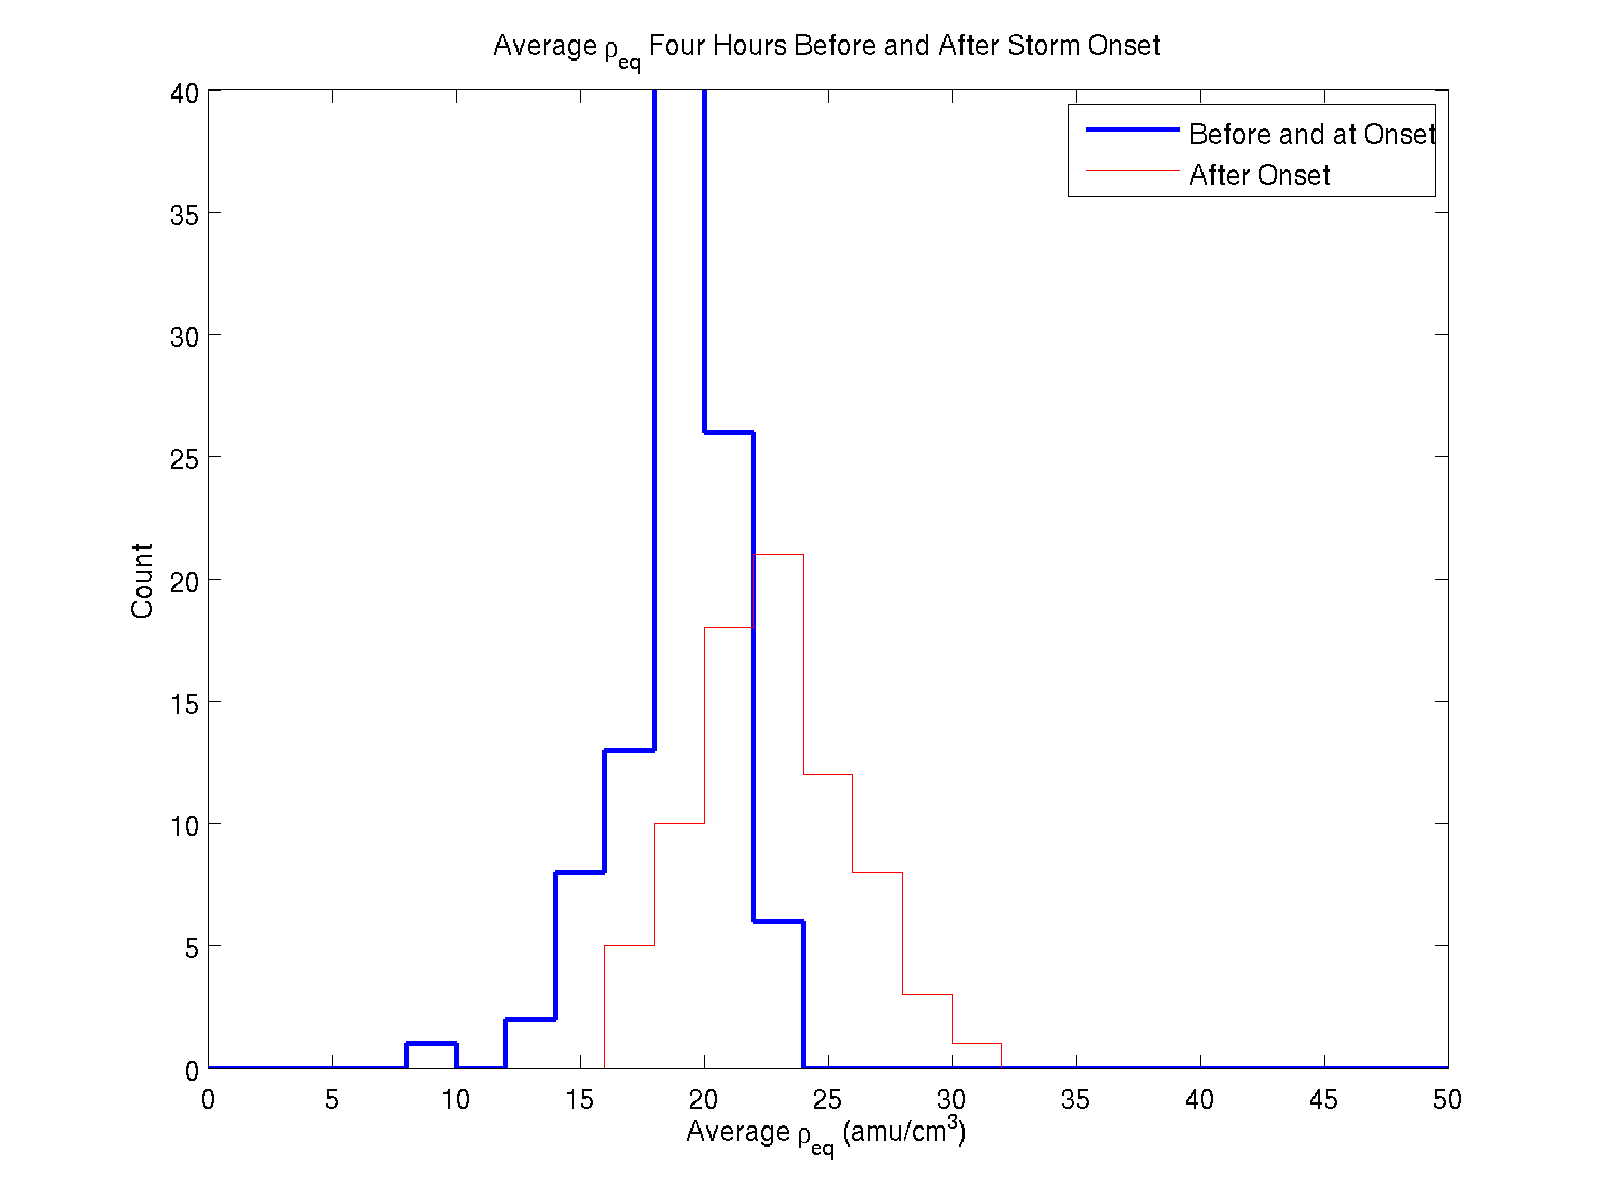 Average ρeq Four Hours Before and After Storm Onset
Before and at Onset
After Onset
40
35
30
25
20
15
10
5
0
Count
0 5 10 15 20 25 30 35 40 45 50
Average ρeq (amu/cm³)